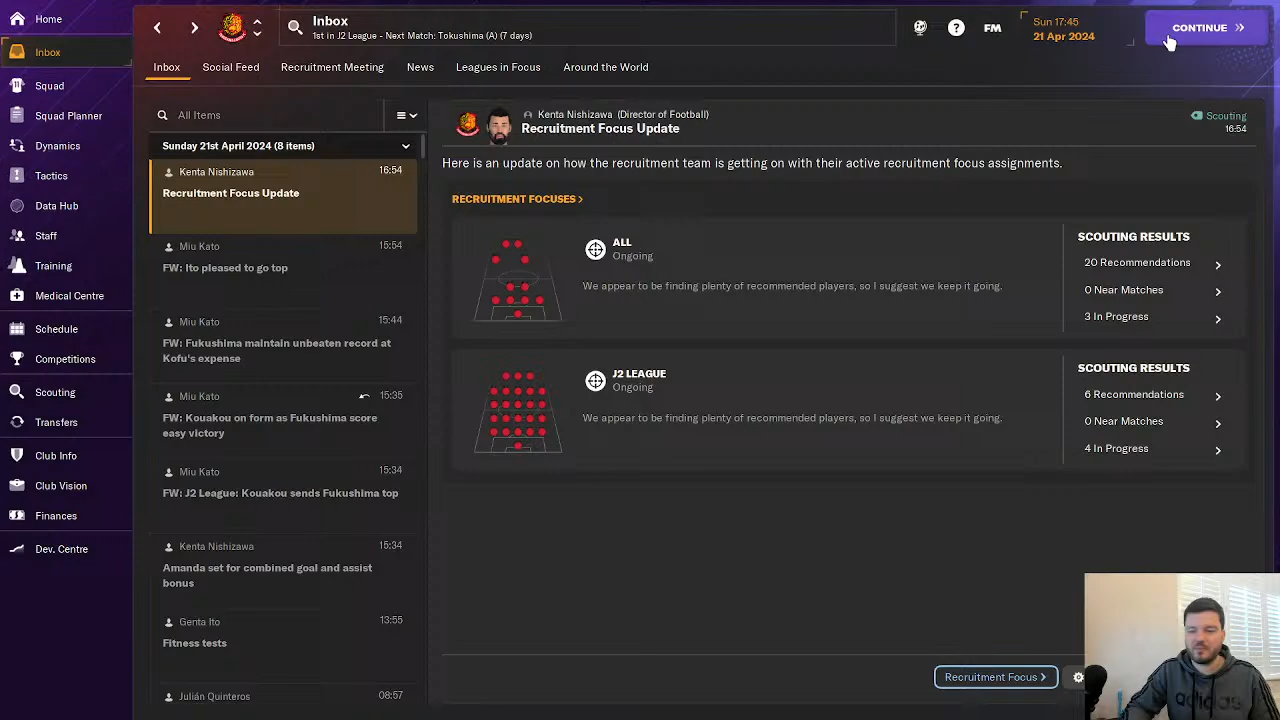 Home
Inbox
Squad
Squad Planner
Dynamics
Tactics
Data Hub
Staff
Training
Medical Centre
Schedule
Competitions
Scouting
Transfers
Club Info
Club Vision
Finances
Dev. Centre
Inbox
1st in J2 League - Next Match: Tokushima(A) (7 days)
?
FM
Sun 17:45
21 Apr 2024
CONTINUE
Inbox
Social Feed
Recruitment Meeting
News
Leagues in Focus
Around the World
All Items
Sunday 21st April 2024 (8 items)
Kenta Nishizawa 16:54
Recruitment Focus Update
Miu Kato 15:54
FW: Ito pleased to go top
Miu Kato 15:44
FW: Fukushima maintain unbeaten record at
Kofu's expense
Miu Kato 15:35
FW: Kouakou on form as Fukushima score
easy victory
Miu Kato 15:34
FW: J2 League: Kouakou sends Fukushima top
Kenta Nishizawa 15:34
Amanda set for combined goal and assist
bonus
Genta Ito 13:55
Fitness tests
Julián Quinteros 08:57
Kenta Nishizawa (Director of Football)
Recruitment Focus Update
Scouting
16:54
Here is an update on how the recruitment team is getting on with their active recruitment focus assignments.
RECRUITMENT FOCUSES >
ALL
Ongoing
We appear to be finding plenty of recommended players, so I suggest we keep it going.
SCOUTING RESULTS
20 Recommendations
0 Near Matches
3 In Progress
J2 LEAGUE
Ongoing
We appear to be finding plenty of recommended players, so I suggest we keep it going.
SCOUTING RESULTS
6 Recommendations
0 Near Matches
4 In Progress
Recruitment Focus >
adidas